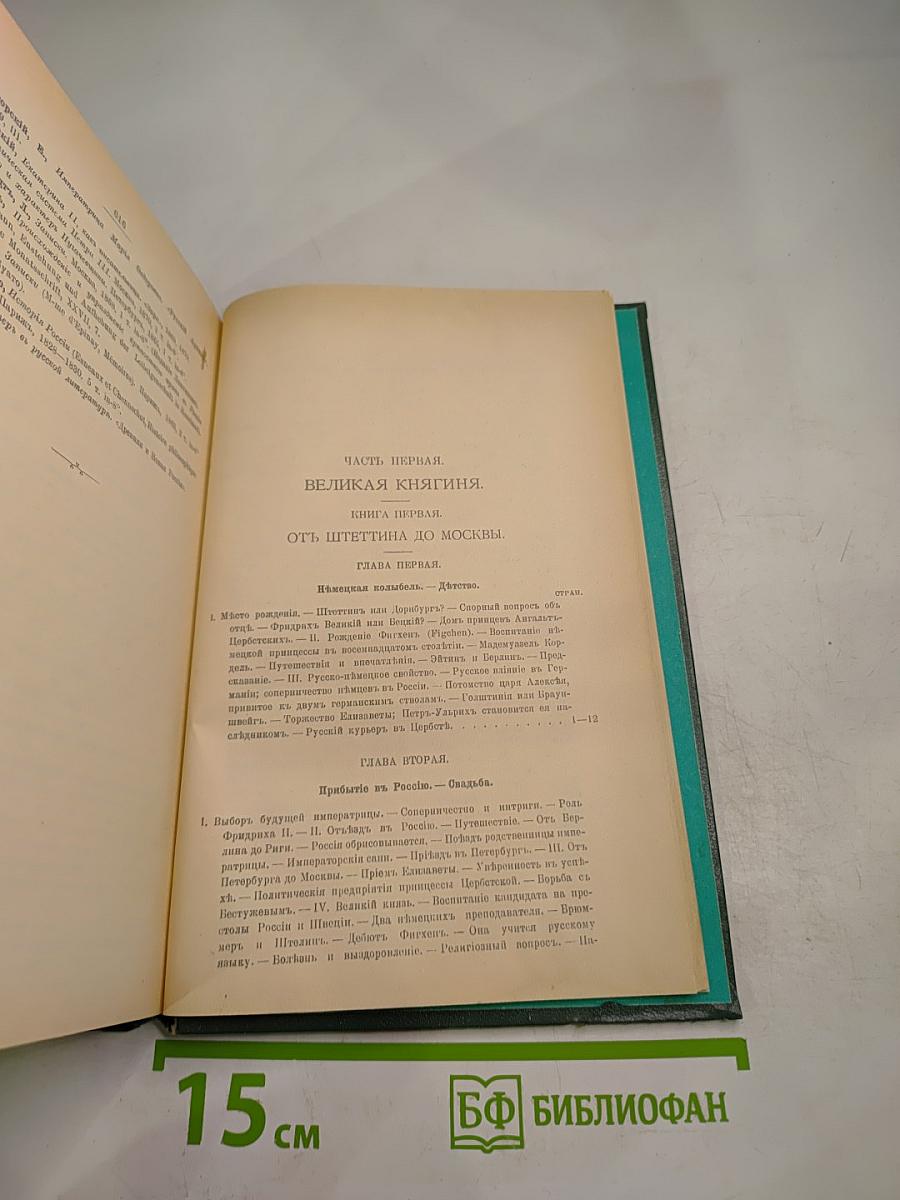 616
ЧАСТЬ ПЕРВАЯ.
ВЕЛИКАЯ КНЯГИНЯ.
КНИГА ПЕРВАЯ.
ОТЪ ШТЕТТИНА ДО МОСКВЫ.
ГЛАВА ПЕРВАЯ.
Нѣмецкая колыбель. — Дѣтство.
СТРАН.
I. Мѣсто рожденія. — Штеттинъ или Дорнбургъ? — Спорный вопросъ объ
отцѣ. — Фридрахъ Великій или Бецкій? — Домъ принцевъ Ангальтъ-
Цербстскихъ. — II. Рожденіе Фигхенъ (Figchen). — Воспитаніе нѣ-
мецкой принцессы въ восемнадцатомъ столѣтіи. — Мадемуазель Кор-
дель. — Путешествія и впечатлѣнія. — Эйтинъ и Берлинъ. — Пред-
сказаніе. — III. Русско-нѣмецкое свойство. — Русское вліяніе въ Гер-
маніи; соперничество нѣмцевъ въ Россіи. — Потомство царя Алексѣя,
привитое къ двумъ германскимъ стволамъ. — Голштинія или Браун-
швейгъ. — Торжество Елизаветы; Петръ-Ульрихъ становится ея на-
слѣдникомъ. — Русскій курьеръ въ Цербстѣ. . . . . . . . . . . 1—12
ГЛАВА ВТОРАЯ.
Прибытіе въ Россію. — Свадьба.
I. Выборъ будущей императрицы. — Соперничество и интриги. — Роль
Фридриха II. — II. Отъѣздъ въ Россію. — Путешествіе. — Отъ Бер-
лина до Риги. — Россія обрисовывается. — Поѣздъ родственницы импе-
ратрицы. — Императорскія сани. — Пріѣздъ въ Петербургъ. — III. Отъ
Петербурга до Москвы. — Пріемъ Елизаветы. — Увѣренность въ успѣ-
хѣ. — Политическія предпріятія принцессы Цербстской. — Борьба съ
Бестужевымъ. — IV. Великій князь. — Воспитаніе кандидата на пре-
столы Россіи и Швеціи. — Два нѣмецкихъ преподавателя. — Брюм-
меръ и Штелинъ. — Дебютъ Фигхенъ. — Она учится русскому
языку. — Болѣзнь и выздоровленіе. — Религіозный вопросъ. — Па-
15 см
БФ БИБЛИОФАН